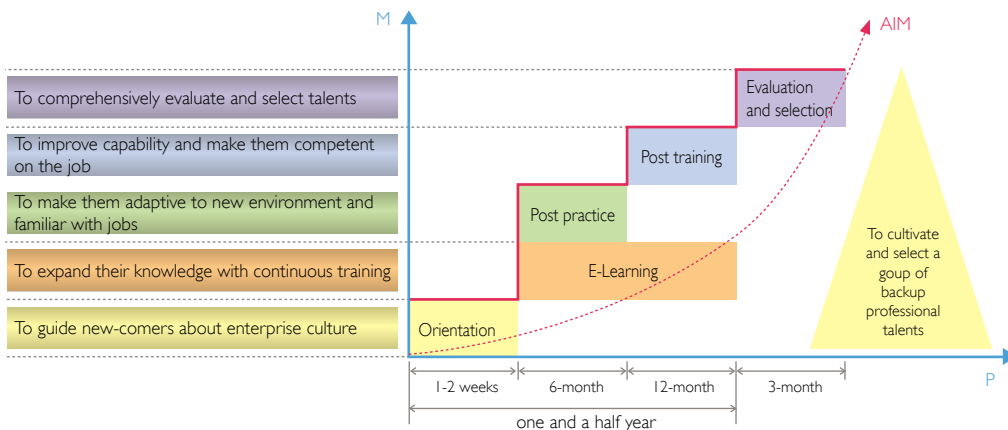 M
AIM
To comprehensively evaluate and select talents
Evaluation
and selection
To improve capability and make them competent
on the job
Post training
To make them adaptive to new environment and
familiar with jobs
Post practice
To expand their knowledge with continuous training
E-Learning
To guide new-comers about enterprise culture
Orientation
To cultivate
and select a
goup of
backup
professional
talents
P
1-2 weeks
6-month
12-month
3-month
one and a half year